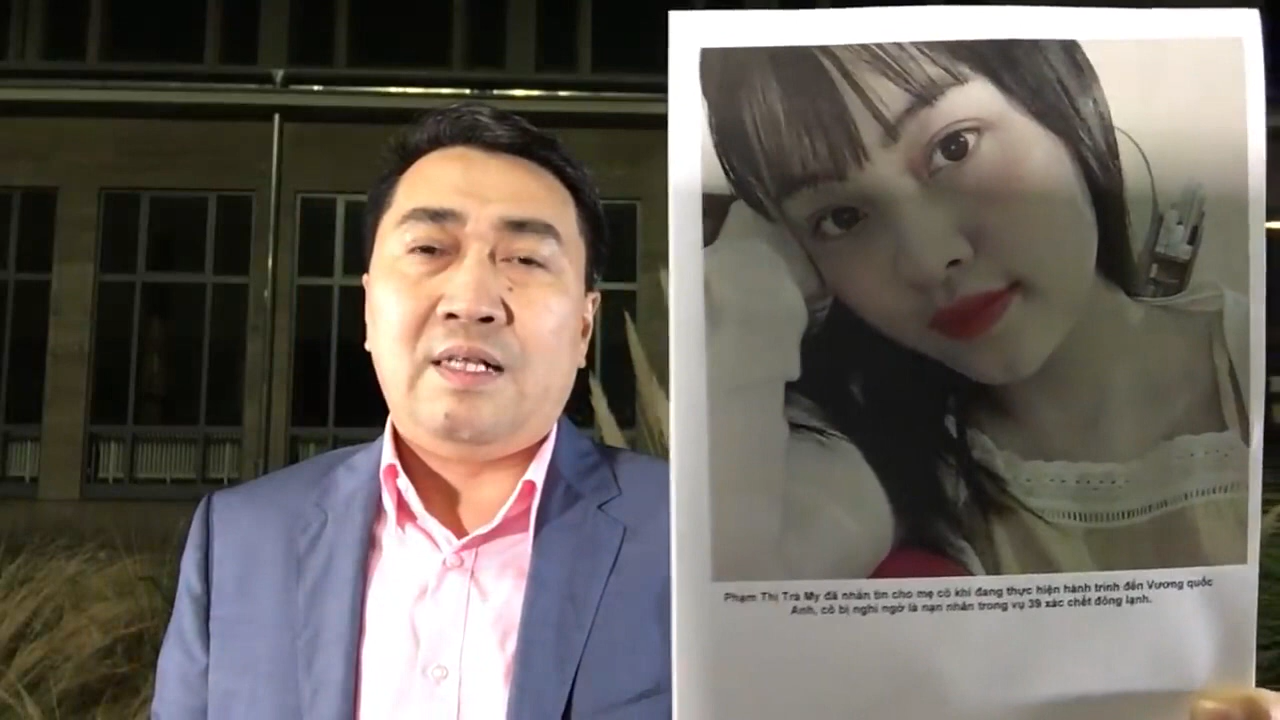 Phạm Thị Trà My đã nhắn tin cho mẹ cô khi đang thực hiện hành trình đến Vương quốc
Anh, cô bị nghi ngờ là nạn nhân trong vụ 39 xác chết đông lạnh.